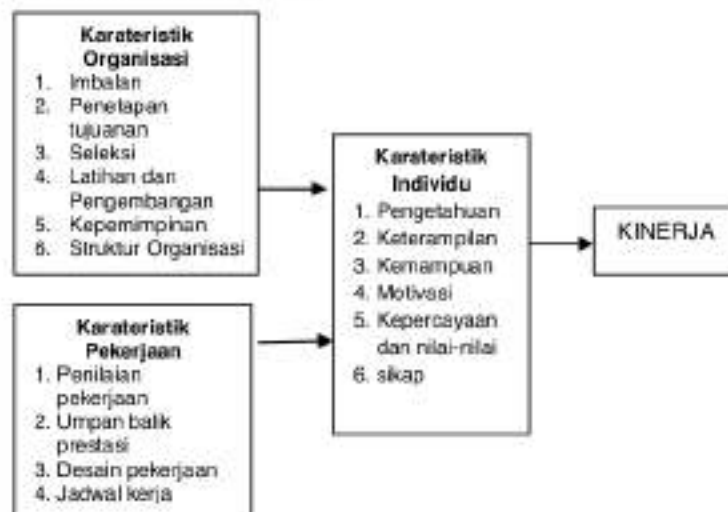 Karateristik
Organisasi
1. Imbalan
2. Penetapan
tujuanan
3. Seleksi
4. Latihan dan
Pengembangan
5. Kepemimpinan
6. Struktur Organisasi
Karateristik
Pekerjaan
1. Penilaian
pekerjaan
2. Umpan balik
prestasi
3. Desain pekerjaan
4. Jadwal kerja
Karateristik
Individu
1. Pengetahuan
2. Keterampilan
3. Kemampuan
4. Motivasi
5. Kepercayaan
dan nilai-nilai
6. sikap
KINERJA